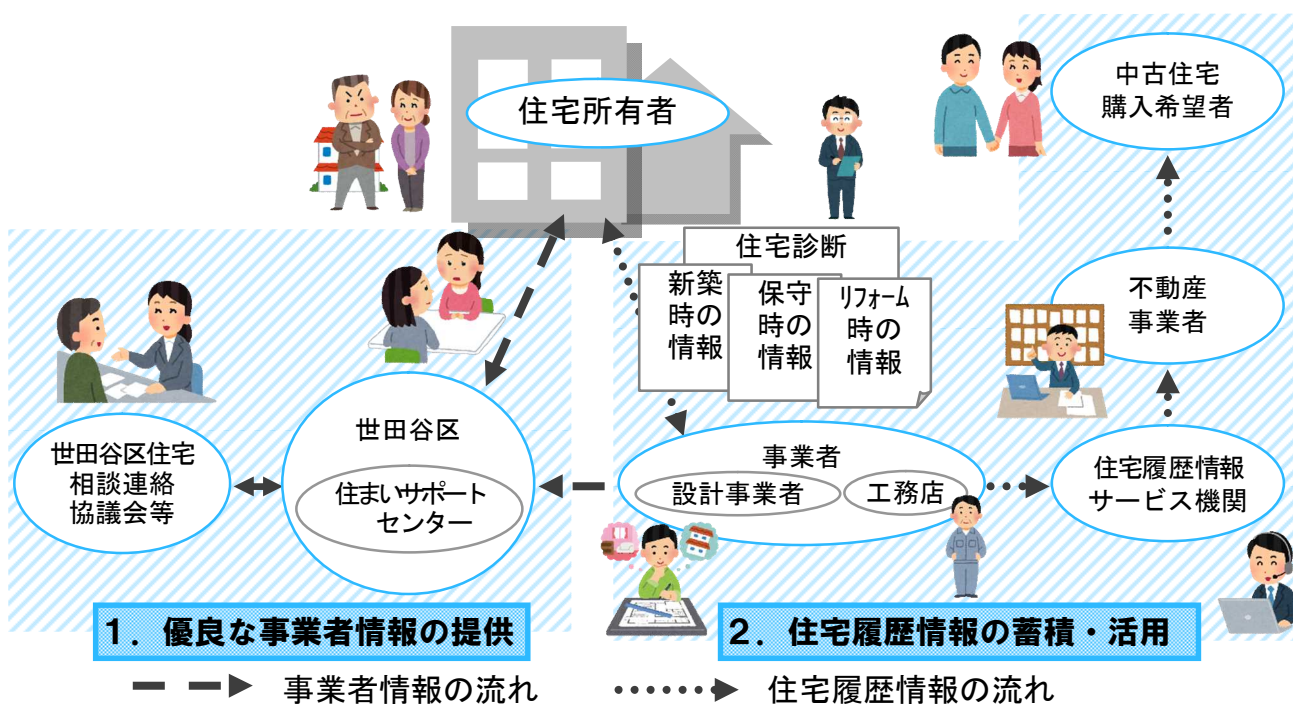 住宅所有者
中古住宅
購入希望者
住宅診断
新築
時の
情報
保守
時の
情報
リフォーム
時の
情報
不動産
事業者
世田谷区住宅
相談連絡
協議会等
世田谷区
住まいサポート
センター
事業者
設計事業者
工務店
住宅履歴情報
サービス機関
１．優良な事業者情報の提供
２．住宅履歴情報の蓄積・活用
事業者情報の流れ
住宅履歴情報の流れ